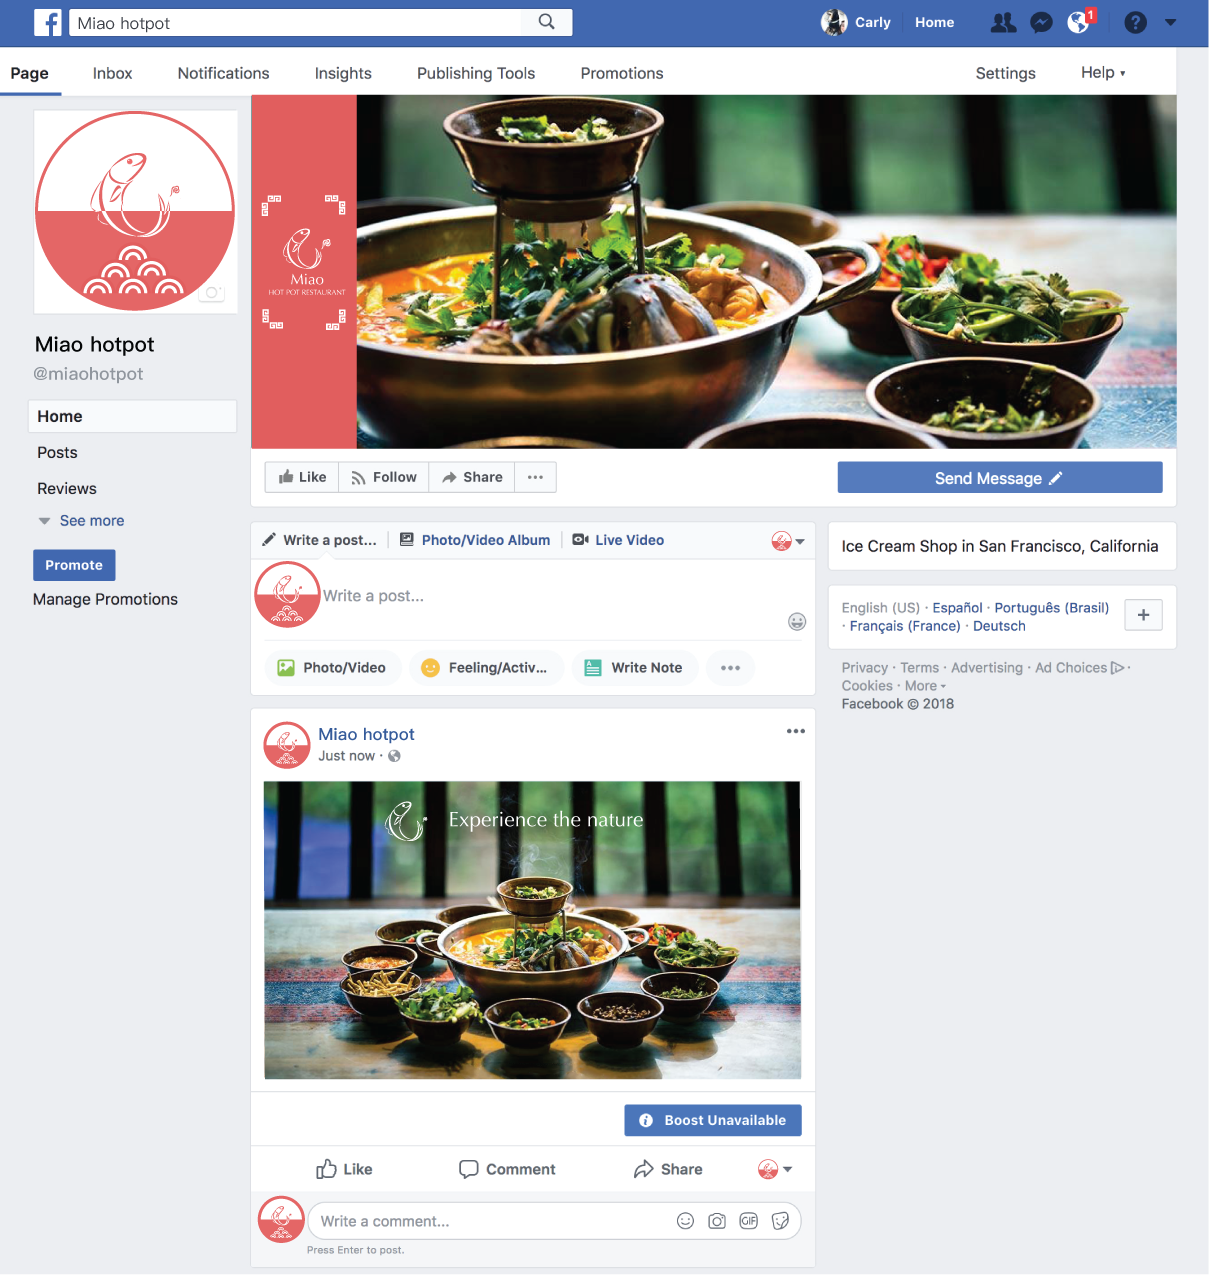 Miao hotpot
Carly
Home
1
Page
Inbox
Notifications
Insights
Publishing Tools
Promotions
Settings
Help
Miao
HOT POT RESTAURANT
Miao hotpot
@miaohotpot
Home
Posts
Reviews
See more
Promote
Manage Promotions
Like
Follow
Share
Send Message
Write a post...
Photo/Video Album
Live Video
Write a post...
Photo/Video
Feeling/Activ...
Write Note
Ice Cream Shop in San Francisco, California
English (US) · Español · Português (Brasil)
· Français (France) · Deutsch
Privacy · Terms · Advertising · Ad Choices ·
Cookies · More
Facebook © 2018
Miao hotpot
Just now ·
Experience the nature
Boost Unavailable
Like
Comment
Share
Write a comment...
GIF
Press Enter to post.